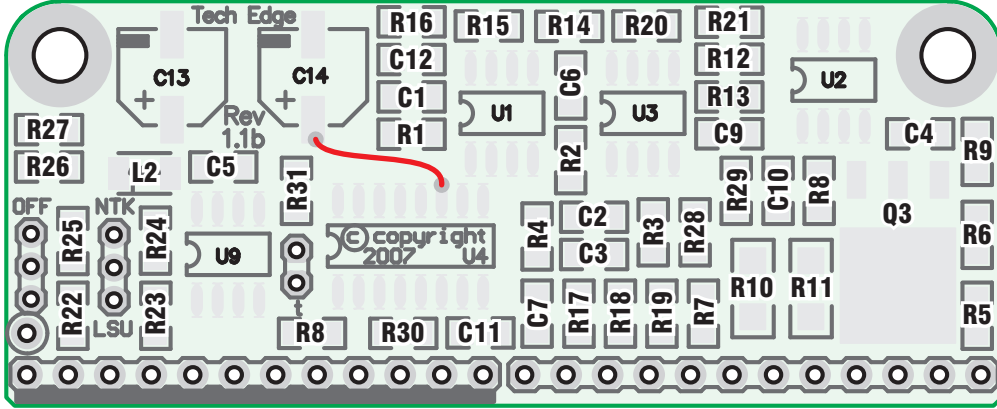 Tech Edge
R16 R15 R14 R20 R21
C12 R12
C13 C14 C6 U2
C1 R13
U1 U3
+ +
Rev
1.1b
R27 R1 C9 C4
R26 L2 C5 R2 R9
R31 R29 C10 R8
OFF NTK
R25 R24 R4 C2 R3 R28 Q3 R6
© copyright
2007 U4
U9 C3
R10 R11
t
R22 LSU R23 R8 R30 C11 C7 R17 R18 R19 R7 R5